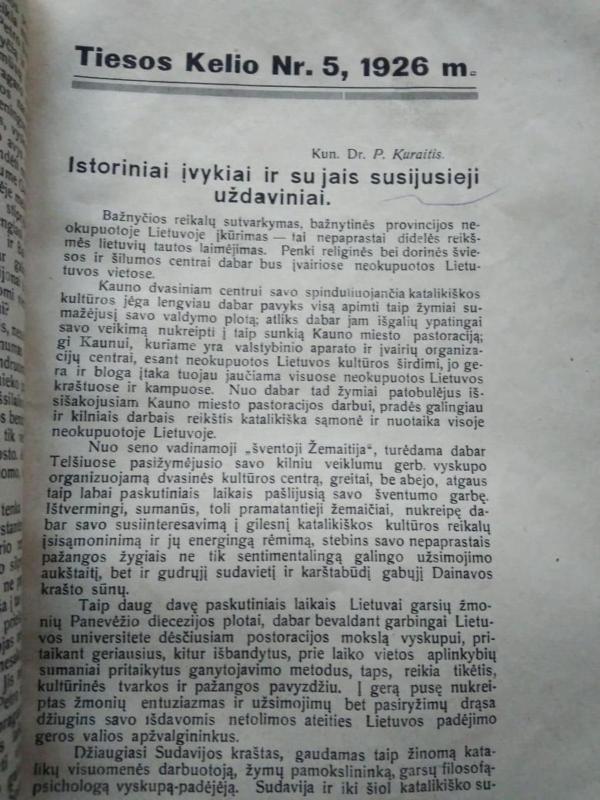 Tiesos Kelio Nr. 5, 1926 m.
Kun. Dr. P. Kuraitis.
Istoriniai įvykiai ir su jais susijusieji
uždaviniai.
Bažnyčios reikalų sutvarkymas, bažnytinės provincijos ne-
okupuotoje Lietuvoje įkūrimas — tai nepaprastai didelės reikš-
mės lietuvių tautos laimėjimas. Penki religinės bei dorinės švie-
sos ir šilumos centrai dabar bus įvairiose neokupuotos Lietu-
tuvos vietose.
Kauno dvasiniam centrui savo spinduliuojančia katalikiškos
kultūros jėga lengviau dabar pavyks visą apimti taip žymiai su-
mažėjusį savo valdymo plotą; atliks dabar jam išgalių ypatingai
savo veikimą nukreipti į taip sunkią Kauno miesto pastoraciją;
gi Kaunui, kuriame yra valstybinio aparato ir įvairių organiza-
cijų centrai, esant neokupuotos Lietuvos kultūros širdimi, jo ge-
ra ir bloga įtaka tuojau jaučiama visuose neokupuotos Lietuvos
kraštuose ir kampuose. Nuo dabar tad žymiai patobulėjus iš-
sišakojusiam Kauno miesto pastoracijos darbui, pradės galingiau
ir kilniais darbais reikštis katalikiška sąmonė ir nuotaika visoje
neokupuotoje Lietuvoje.
Nuo seno vadinamoji „šventoji Žemaitija", turėdama dabar
Telšiuose pasižymėjusio savo kilniu veiklumu gerb. vyskupo
organizuojamą dvasinės kultūros centrą, greitai, be abejo, atgaus
taip labai paskutiniais laikais pašlijusią savo šventumo garbę.
Ištvermingi, sumanūs, toli pramatantieji žemaičiai, nukreipę da-
bar savo susiinteresavimą į gilesnį katalikiškos kultūros reikalų
įsisąmoninimą ir jų energingą rėmimą, stebins savo nepaprastais
pažangos žygiais ne tik sentimentalingą galingo užsimojimo
aukštaitį, bet ir gudrųjį sudavietį ir karštabūdį gabųjį Dainavos
krašto sūnų.
Taip daug davę paskutiniais laikais Lietuvai garsių žmo-
nių Panevėžio diecezijos plotai, dabar bevaldant garbingai Lietu-
vos universitete dėsčiusiam postoracijos mokslą vyskupui, pri-
taikant geriausius, kitur išbandytus, prie laiko vietos aplinkybių
sumaniai pritaikytus ganytojavimo metodus, taps, reikia tikėtis,
kultūrinės tvarkos ir pažangos pavyzdžiu. Į gerą pusę nukreip-
tas žmonių entuziazmas ir užsimojimų bet pasiryžimų drąsa
džiugins savo išdavomis netolimos ateities Lietuvos padėjimo
geros valios apžvalgininkus.
Džiaugiasi Sudavijos kraštas, gaudamas taip žinomą kata-
likų visuomenės darbuotoją, žymų pamokslininką, garsų filosofą-
psichologą vyskupą-padėjėją. Sudavija ir iki šiol katalikiško su-